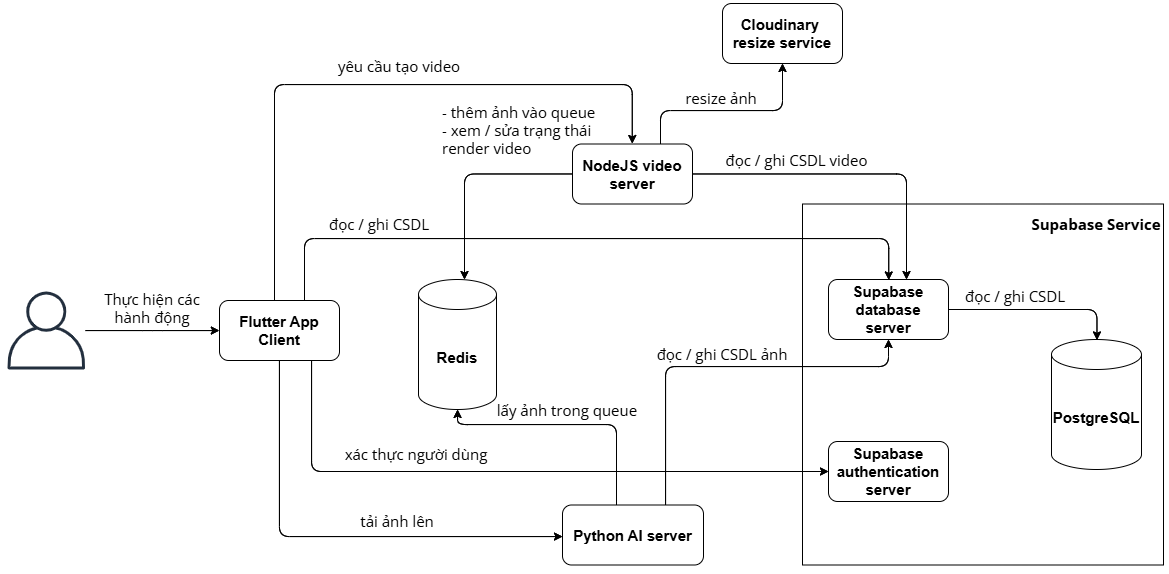 Cloudinary
resize service
yêu cầu tạo video
resize ảnh
- thêm ảnh vào queue
- xem / sửa trạng thái
render video
NodeJS video
server
đọc / ghi CSDL video
đọc / ghi CSDL
Supabase Service
Thực hiện các
hành động
Flutter App
Client
Redis
Supabase
database
server
đọc / ghi CSDL
đọc / ghi CSDL ảnh
PostgreSQL
lấy ảnh trong queue
xác thực người dùng
Supabase
authentication
server
tải ảnh lên
Python AI server